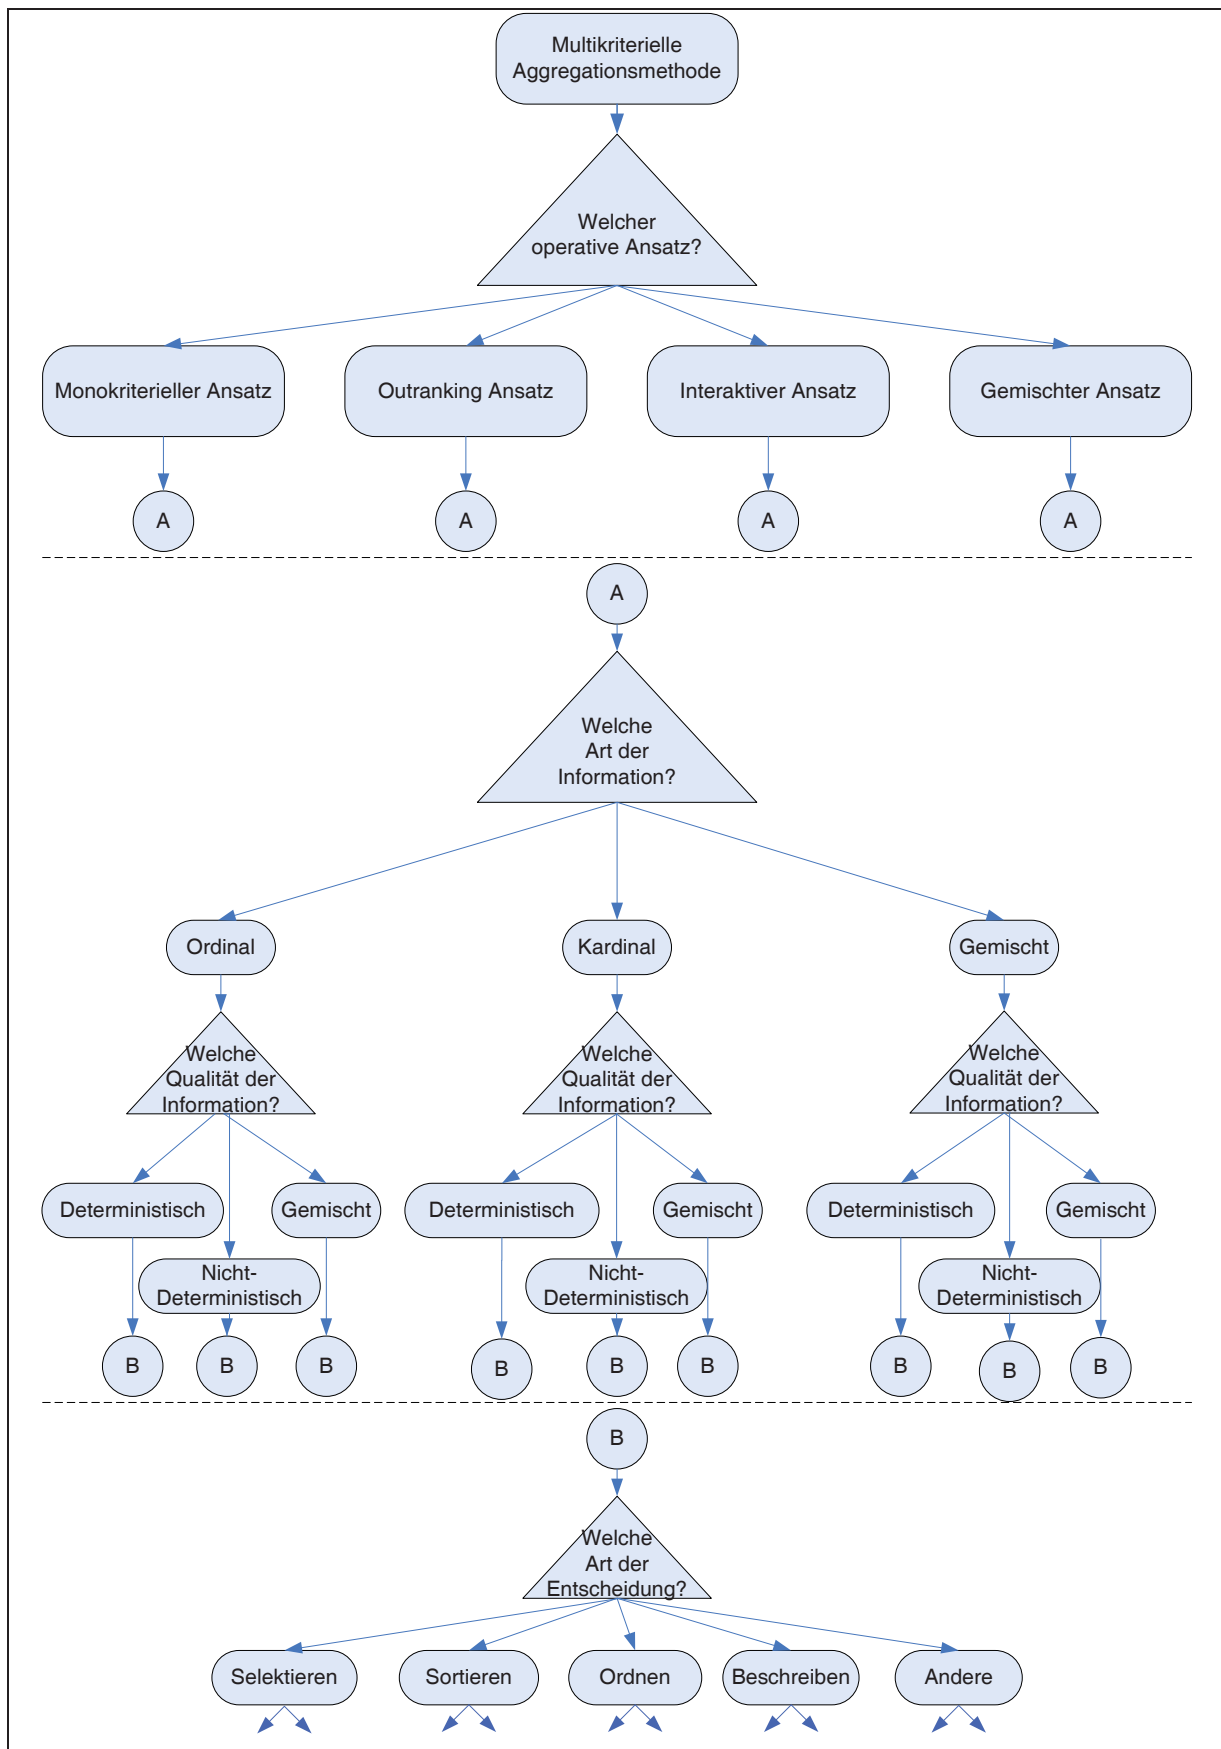 Multikriterielle
Aggregationsmethode
Welcher
operative Ansatz?
Monokriterieller Ansatz
Outranking Ansatz
Interaktiver Ansatz
Gemischter Ansatz
A
A
A
A
A
Welche
Art der
Information?
Ordinal
Kardinal
Gemischt
Welche
Qualität der
Information?
Welche
Qualität der
Information?
Welche
Qualität der
Information?
Deterministisch
Gemischt
Deterministisch
Gemischt
Deterministisch
Gemischt
Nicht-
Deterministisch
Nicht-
Deterministisch
Nicht-
Deterministisch
B
B
B
B
B
B
B
B
B
B
Welche
Art der
Entscheidung?
Selektieren
Sortieren
Ordnen
Beschreiben
Andere